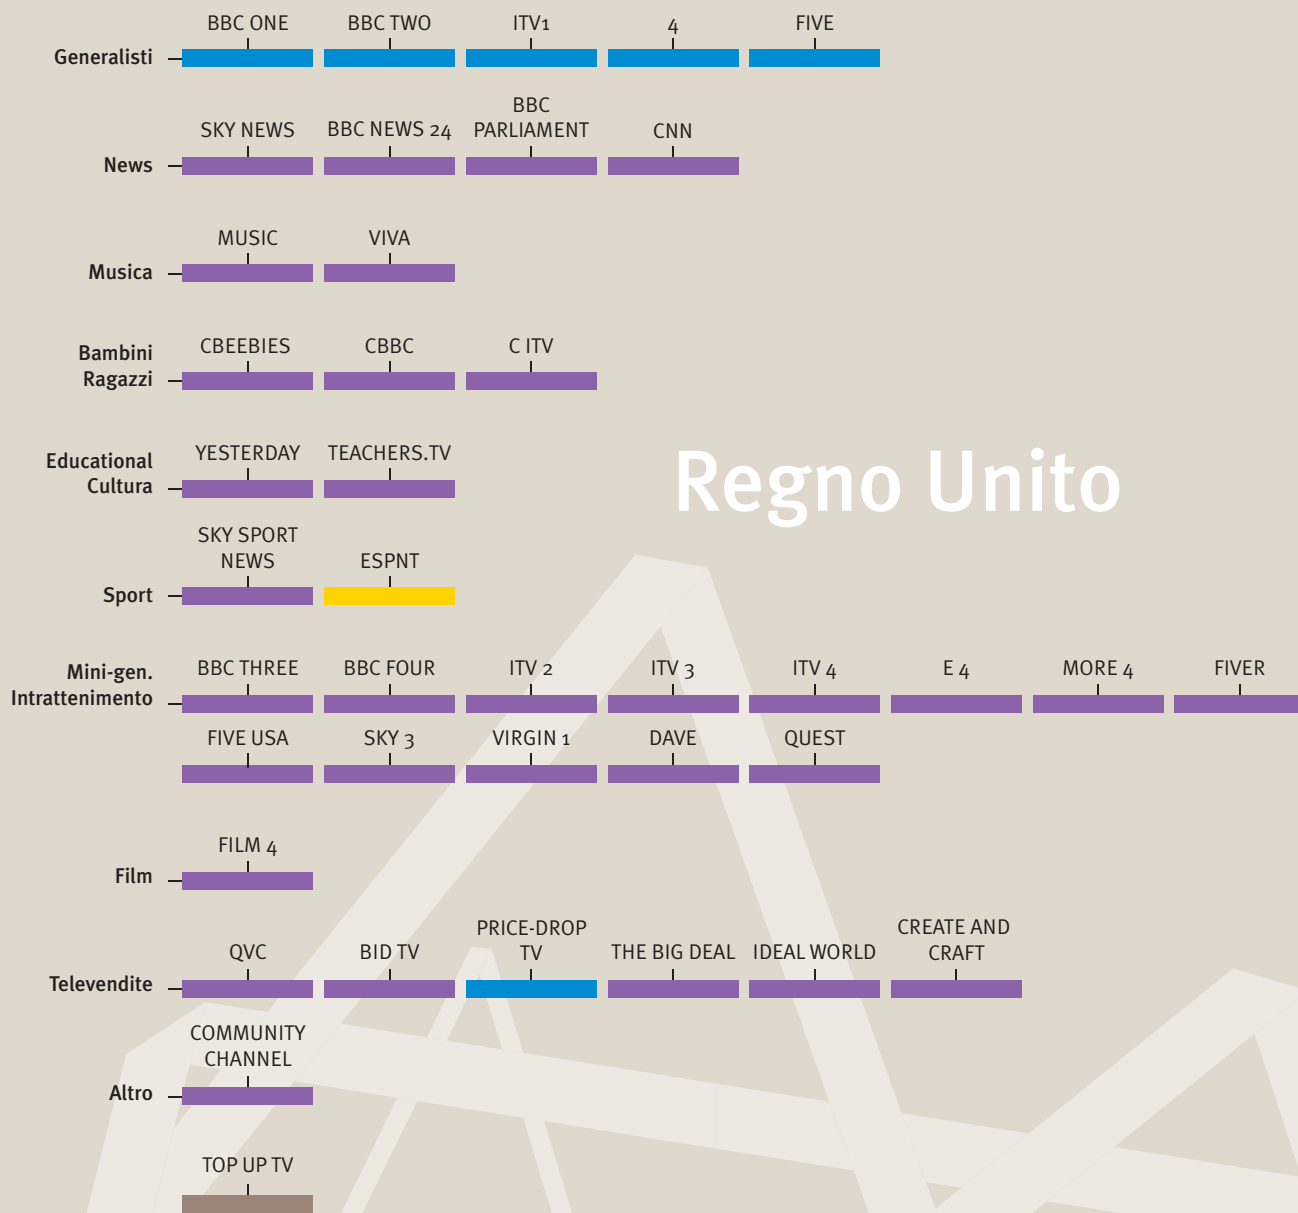 BBC ONE BBC TWO ITV1 4 FIVE
Generalisti
BBC
SKY NEWS BBC NEWS 24 PARLIAMENT CNN
News
MUSIC VIVA
Musica
CBEEBIES CBBC C ITV
Bambini
Ragazzi
YESTERDAY TEACHERS.TV
Educational
Cultura
Regno Unito
SKY SPORT
NEWS ESPNT
Sport
BBC THREE BBC FOUR ITV 2 ITV 3 ITV 4 E 4 MORE 4 FIVER
Mini-gen.
Intrattenimento
FIVE USA SKY 3 VIRGIN 1 DAVE QUEST
FILM 4
Film
PRICE-DROP CREATE AND
QVC BID TV TV THE BIG DEAL IDEAL WORLD CRAFT
Televendite
COMMUNITY
CHANNEL
Altro
TOP UP TV